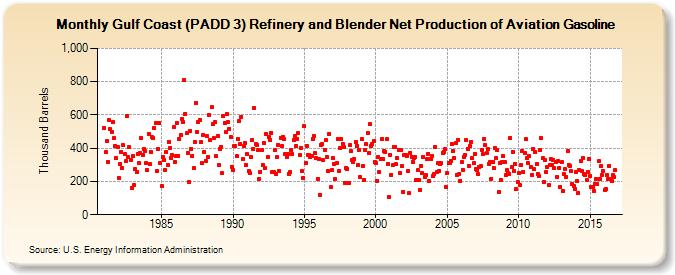 Monthly Gulf Coast (PADD 3) Refinery and Blender Net Production of Aviation Gasoline
Thousand Barrels
1,000
800
600
400
200
0
1985 1990 1995 2000 2005 2010 2015
Source: U.S. Energy Information Administration